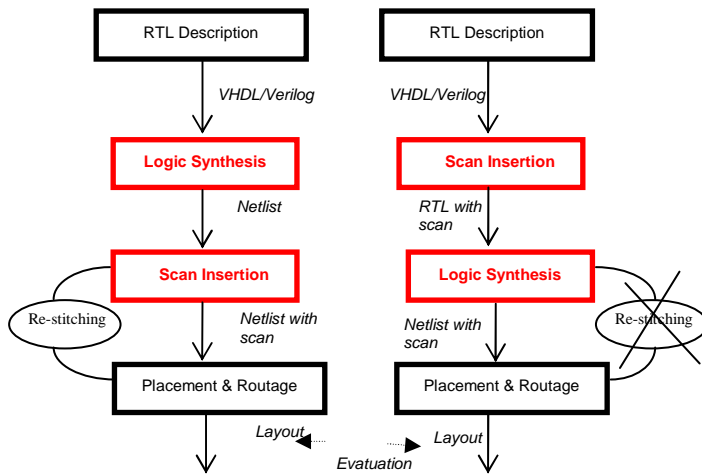 RTL Description
VHDL/Verilog
Logic Synthesis
Netlist
Scan Insertion
Re-stitching
Netlist with
scan
Placement & Routage
Layout
RTL Description
VHDL/Verilog
Scan Insertion
RTL with
scan
Logic Synthesis
Re-stitching
Netlist with
scan
Placement & Routage
Layout
Evatuation